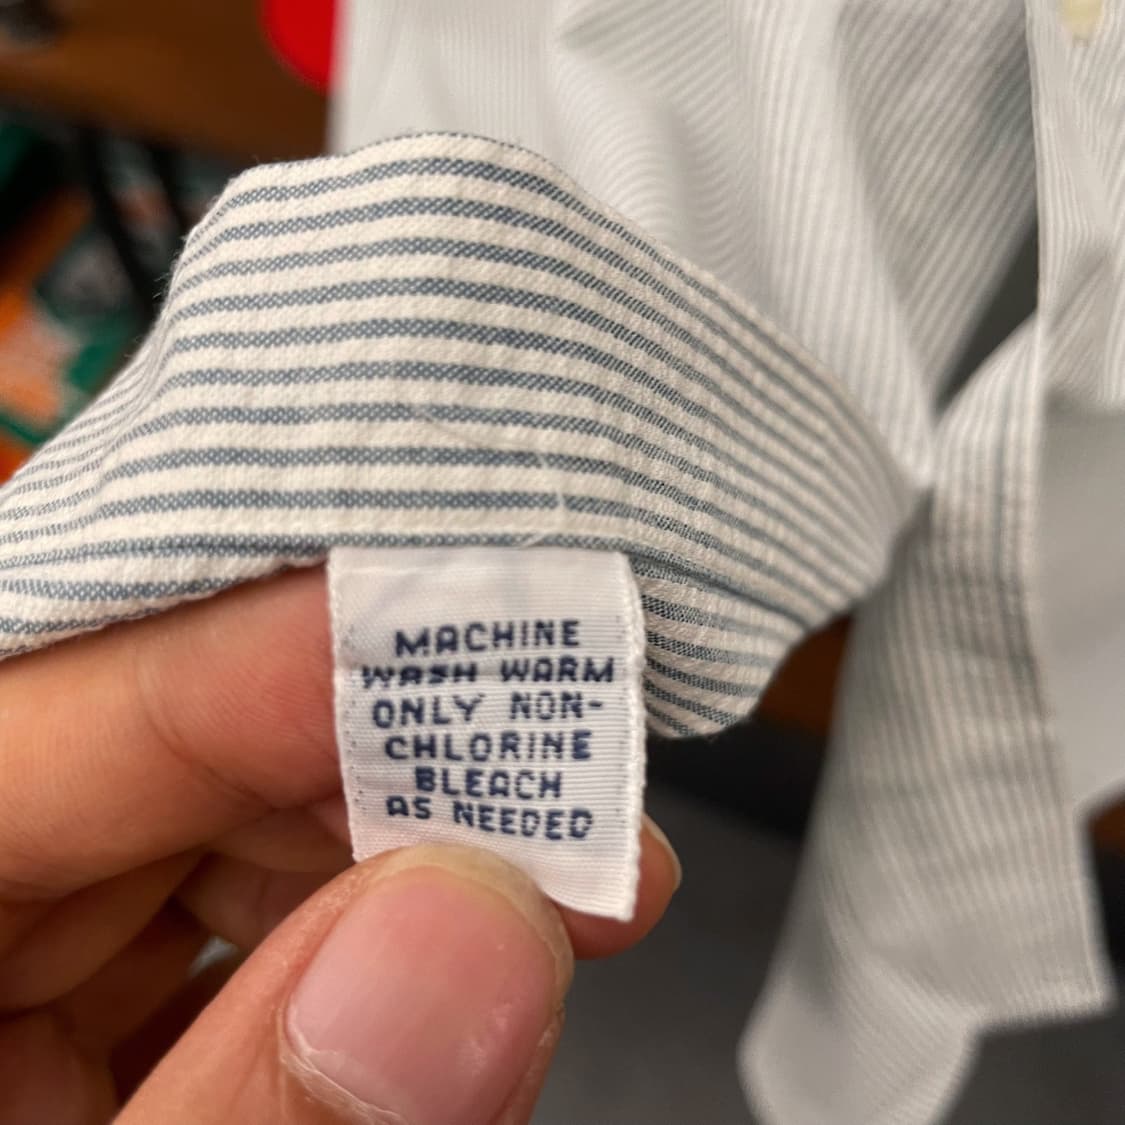 MACHINE
WASH WARM
ONLY NON-
CHLORINE
BLEACH
AS NEEDED